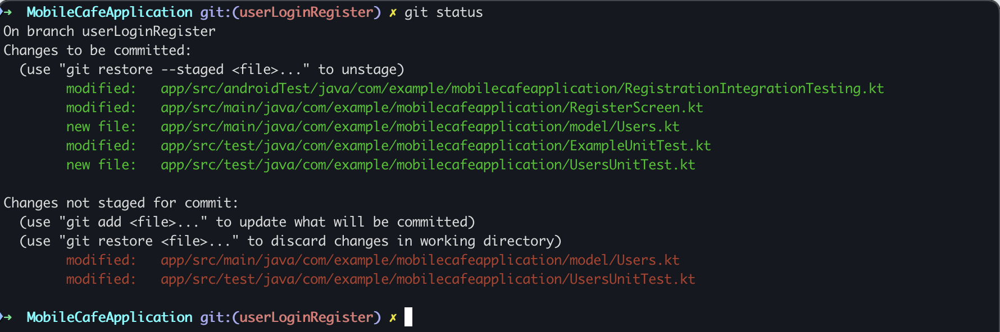 ➜  MobileCafeApplication git:(userLoginRegister) ✗ git status
On branch userLoginRegister
Changes to be committed:
  (use "git restore --staged <file>..." to unstage)
        modified:   app/src/androidTest/java/com/example/mobilecafeapplication/RegistrationIntegrationTesting.kt
        modified:   app/src/main/java/com/example/mobilecafeapplication/RegisterScreen.kt
        new file:   app/src/main/java/com/example/mobilecafeapplication/model/Users.kt
        modified:   app/src/test/java/com/example/mobilecafeapplication/ExampleUnitTest.kt
        new file:   app/src/test/java/com/example/mobilecafeapplication/UsersUnitTest.kt

Changes not staged for commit:
  (use "git add <file>..." to update what will be committed)
  (use "git restore <file>..." to discard changes in working directory)
        modified:   app/src/main/java/com/example/mobilecafeapplication/model/Users.kt
        modified:   app/src/test/java/com/example/mobilecafeapplication/UsersUnitTest.kt

➜  MobileCafeApplication git:(userLoginRegister) ✗